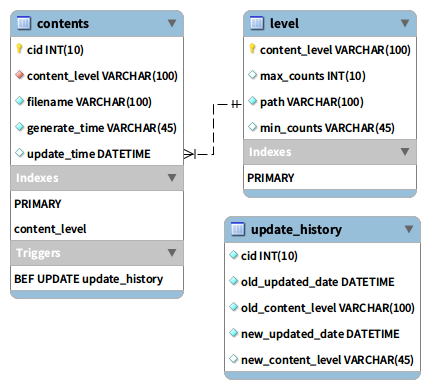 contents
cid INT(10)
content_level VARCHAR(100)
filename VARCHAR(100)
generate_time VARCHAR(45)
update_time DATETIME
Indexes
PRIMARY
content_level
Triggers
BEF UPDATE update_history
level
content_level VARCHAR(100)
max_counts INT(10)
path VARCHAR(100)
min_counts VARCHAR(45)
Indexes
PRIMARY
update_history
cid INT(10)
old_updated_date DATETIME
old_content_level VARCHAR(100)
new_updated_date DATETIME
new_content_level VARCHAR(45)